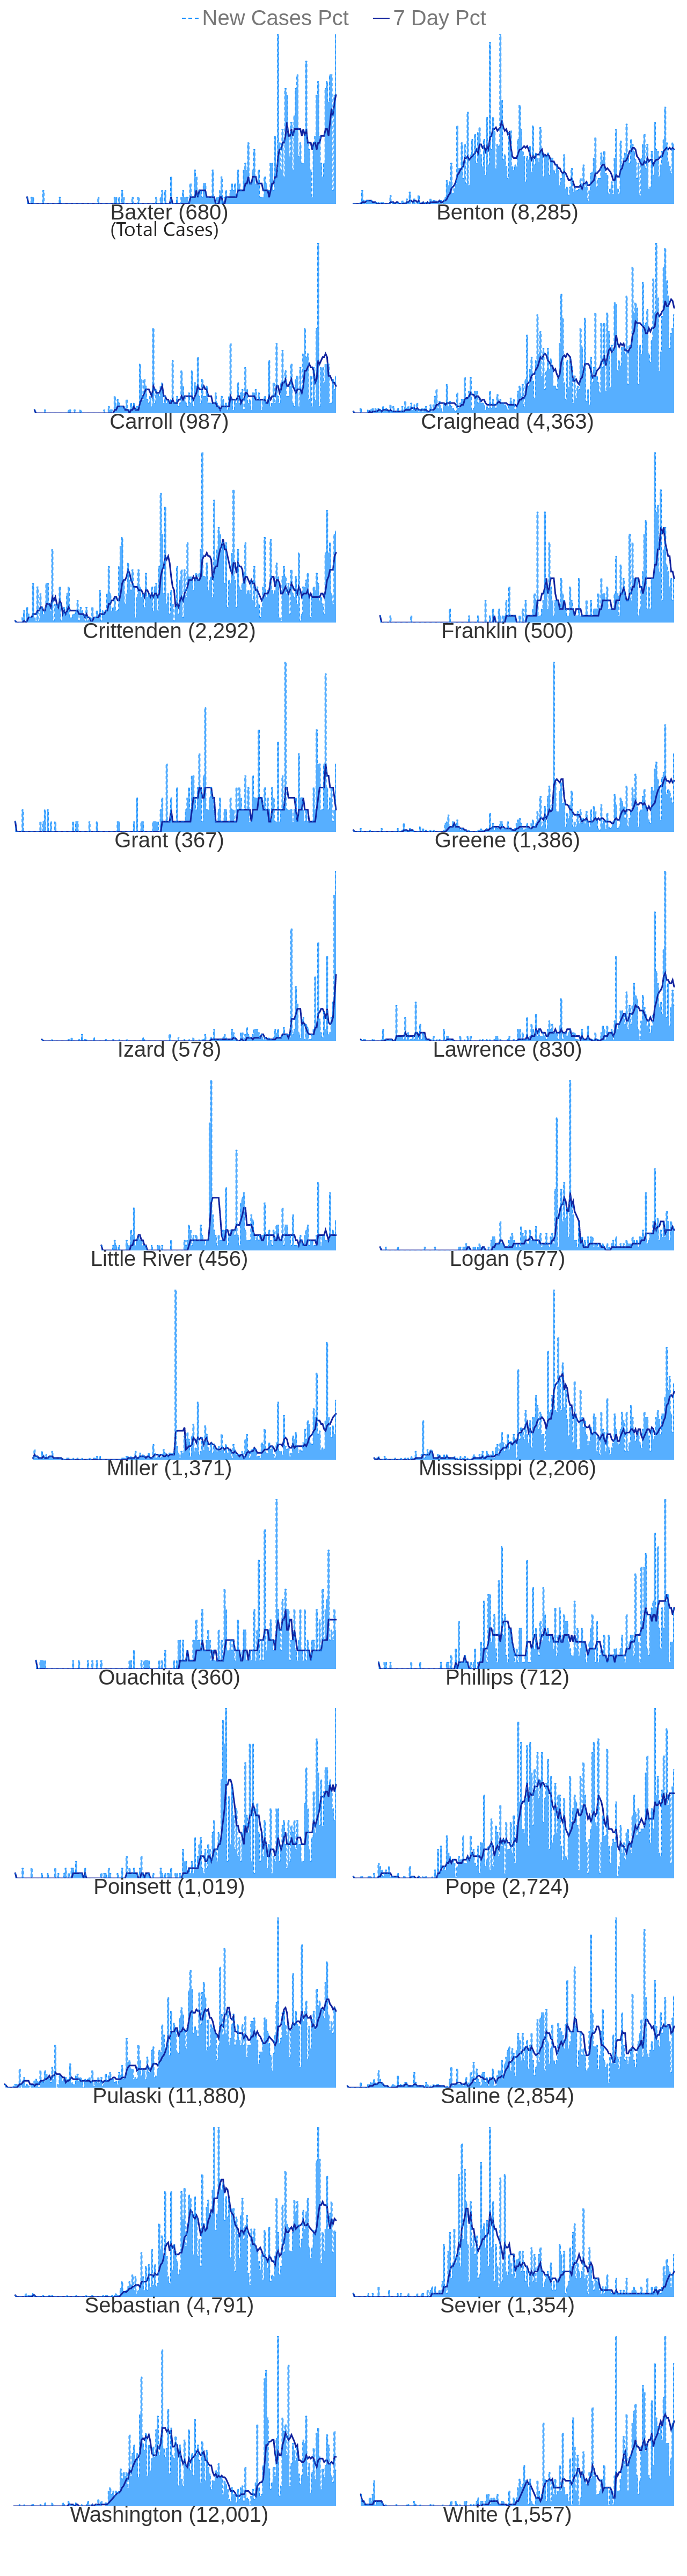 New Cases Pct 7 Day Pct
Baxter (680) Benton (8,285)
(Total Cases)
Carroll (987) Craighead (4,363)
Crittenden (2,292) Franklin (500)
Grant (367) Greene (1,386)
Izard (578) Lawrence (830)
Little River (456) Logan (577)
Miller (1,371) Mississippi (2,206)
Ouachita (360) Phillips (712)
Poinsett (1,019) Pope (2,724)
Pulaski (11,880) Saline (2,854)
Sebastian (4,791) Sevier (1,354)
Washington (12,001) White (1,557)